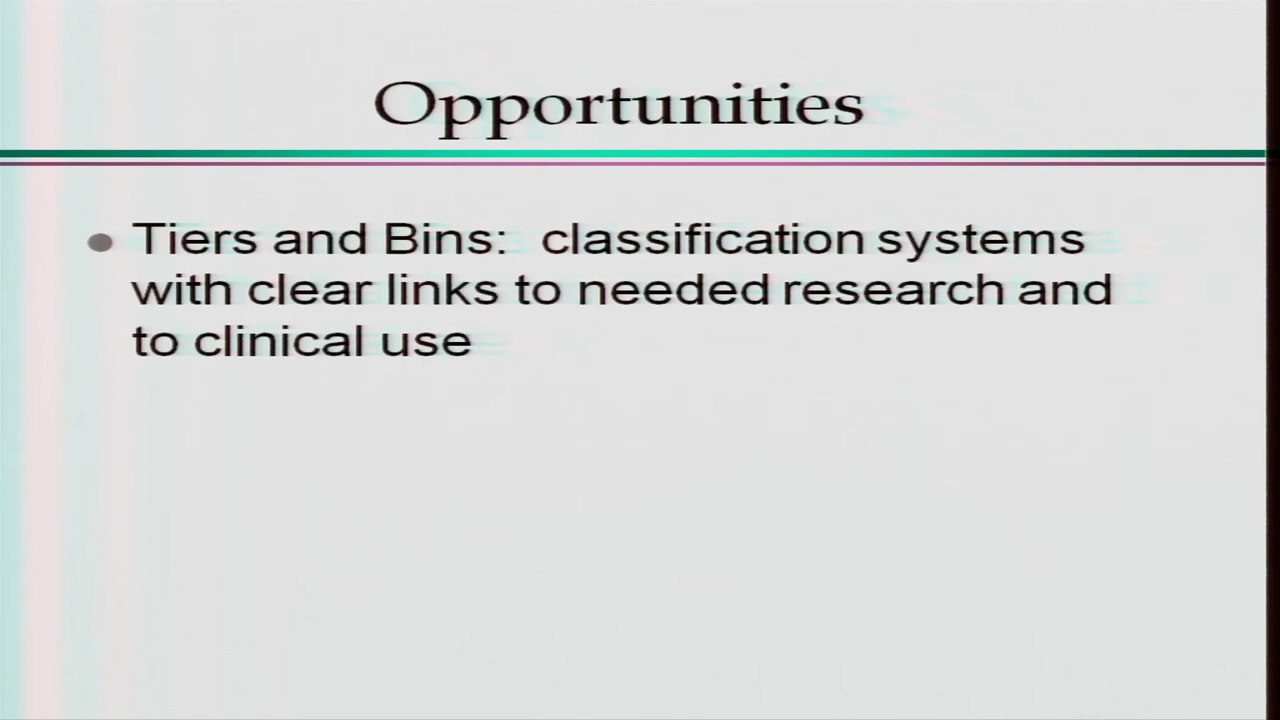 Opportunities
Tiers and Bins: classification systems
with clear links to needed research and
to clinical use